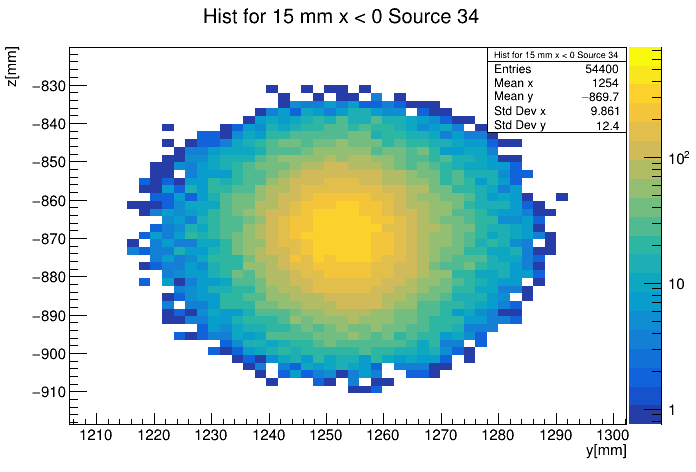 Hist for 15 mm x < 0 Source 34
z[mm]
Hist for 15 mm x < 0 Source 34
Entries 54400
Mean x 1254
Mean y −869.7
Std Dev x 9.861
Std Dev y 12.4
−830
−840
−850
−860
−870
−880
−890
−900
−910
10²
10
1
1210 1220 1230 1240 1250 1260 1270 1280 1290 1300
y[mm]